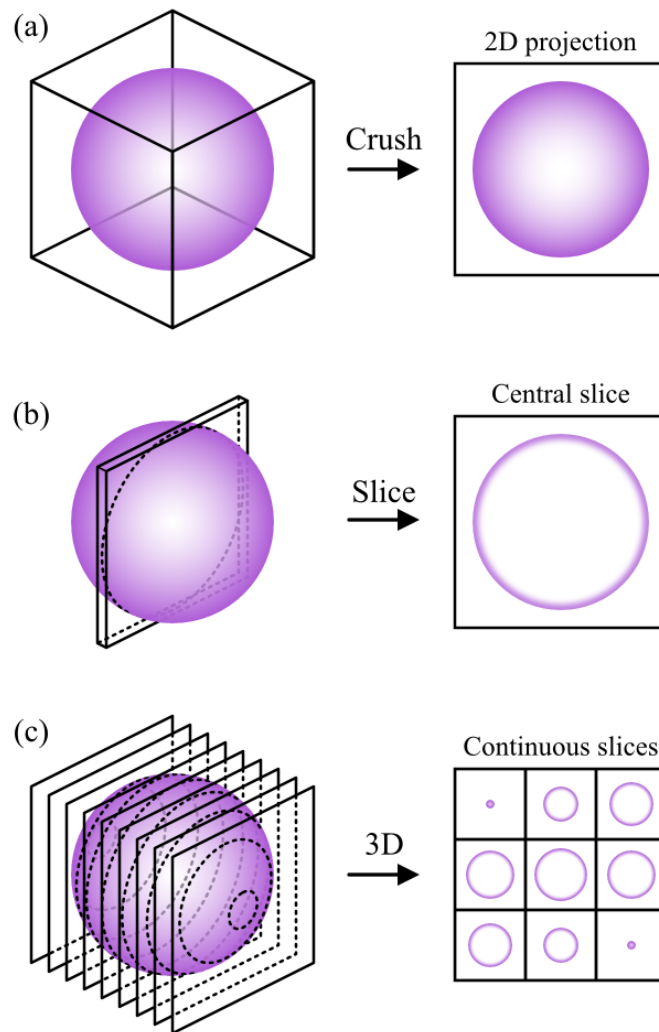 (a)
2D projection
Crush
(b)
Central slice
Slice
(c)
Continuous slices
3D